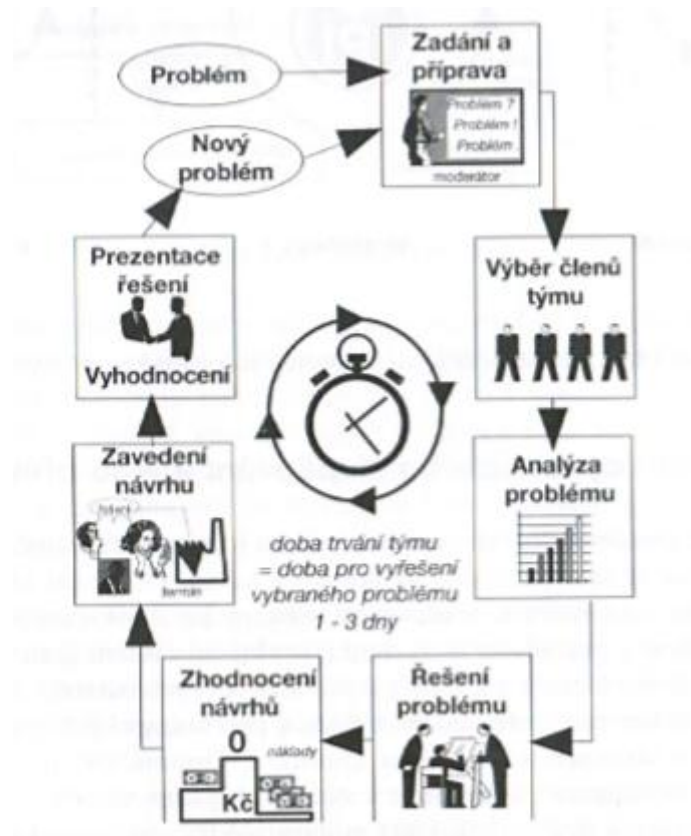 Problém
Zadání a
příprava
Problém ?
Problém !
Problém .
moderátor
Nový
problém
Prezentace
řešení
Vyhodnocení
Výběr členů
týmu
Zavedení
návrhu
termín
Analýza
problému
doba trvání týmu
= doba pro vyřešení
vybraného problému
1 - 3 dny
Zhodnocení
návrhů
0
náklady
Kč
Řešení
problému